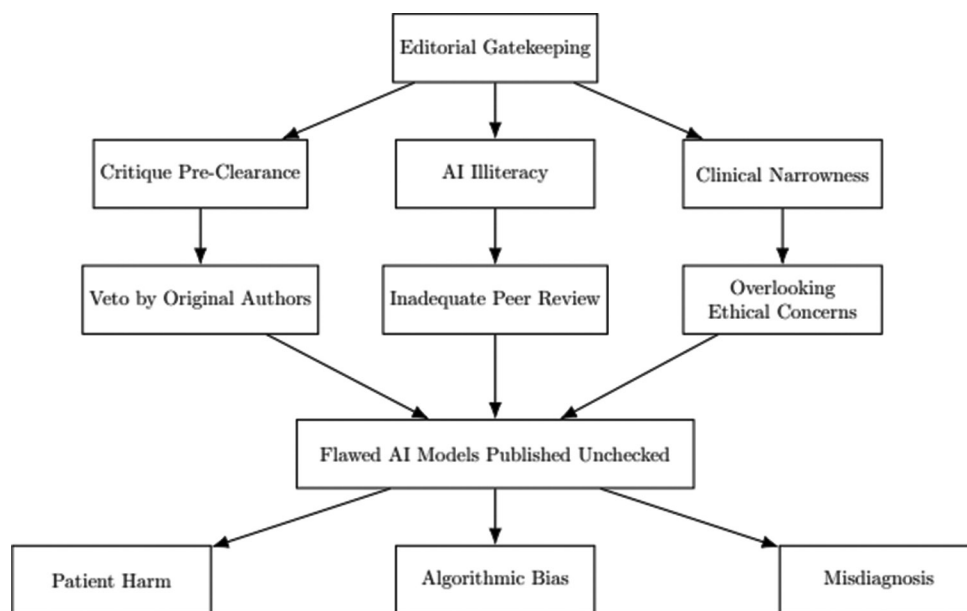 Editorial Gatekeeping
Critique Pre-Clearance
AI Illiteracy
Clinical Narrowness
Veto by Original Authors
Inadequate Peer Review
Overlooking
Ethical Concerns
Flawed AI Models Published Unchecked
Patient Harm
Algorithmic Bias
Misdiagnosis